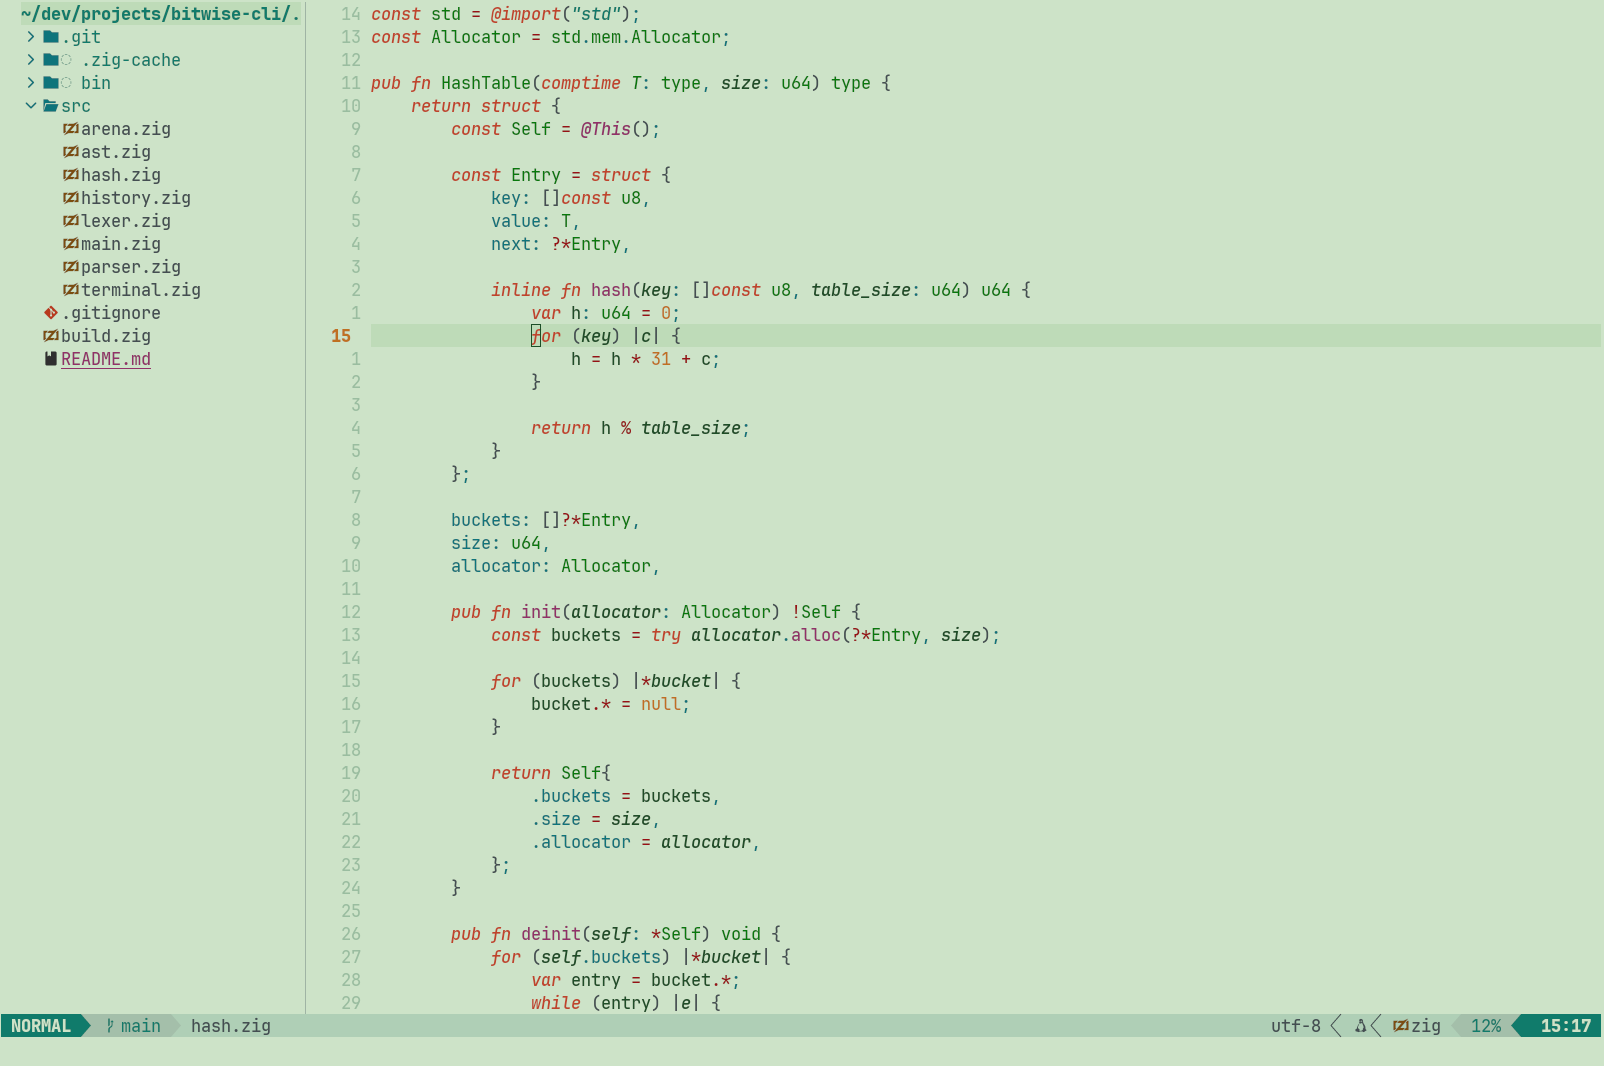 ~/dev/projects/bitwise-cli/.
.git
.zig-cache
bin
src
arena.zig
ast.zig
hash.zig
history.zig
lexer.zig
main.zig
parser.zig
terminal.zig
.gitignore
build.zig
README.md
14 const std = @import("std");
13 const Allocator = std.mem.Allocator;
12
11 pub fn HashTable(comptime T: type, size: u64) type {
10     return struct {
9         const Self = @This();
8
7         const Entry = struct {
6             key: []const u8,
5             value: T,
4             next: ?*Entry,
3
2             inline fn hash(key: []const u8, table_size: u64) u64 {
1                 var h: u64 = 0;
15                 for (key) |c| {
1                     h = h * 31 + c;
2                 }
3
4                 return h % table_size;
5             }
6         };
7
8         buckets: []?*Entry,
9         size: u64,
10         allocator: Allocator,
11
12         pub fn init(allocator: Allocator) !Self {
13             const buckets = try allocator.alloc(?*Entry, size);
14
15             for (buckets) |*bucket| {
16                 bucket.* = null;
17             }
18
19             return Self{
20                 .buckets = buckets,
21                 .size = size,
22                 .allocator = allocator,
23             };
24         }
25
26         pub fn deinit(self: *Self) void {
27             for (self.buckets) |*bucket| {
28                 var entry = bucket.*;
29                 while (entry) |e| {
NORMAL main hash.zig utf-8 zig 12% 15:17